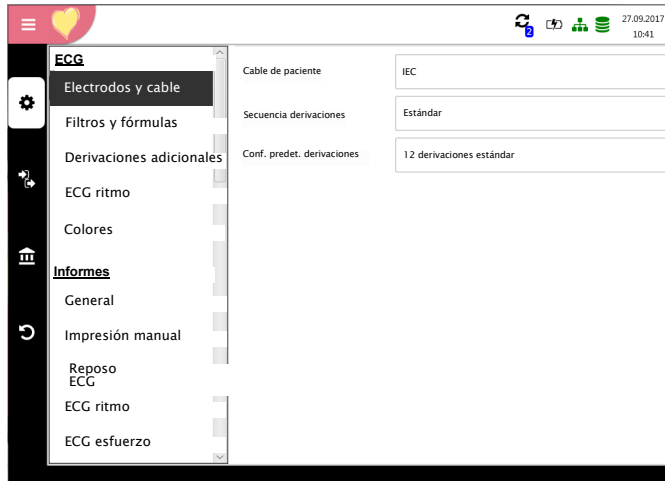 2
27.09.2017
10:41
ECG
Electrodos y cable
Filtros y fórmulas
Derivaciones adicionales
ECG ritmo
Colores
Informes
General
Impresión manual
Reposo
ECG
ECG ritmo
ECG esfuerzo
Cable de paciente
IEC
Secuencia derivaciones
Estándar
Conf. predet. derivaciones
12 derivaciones estándar